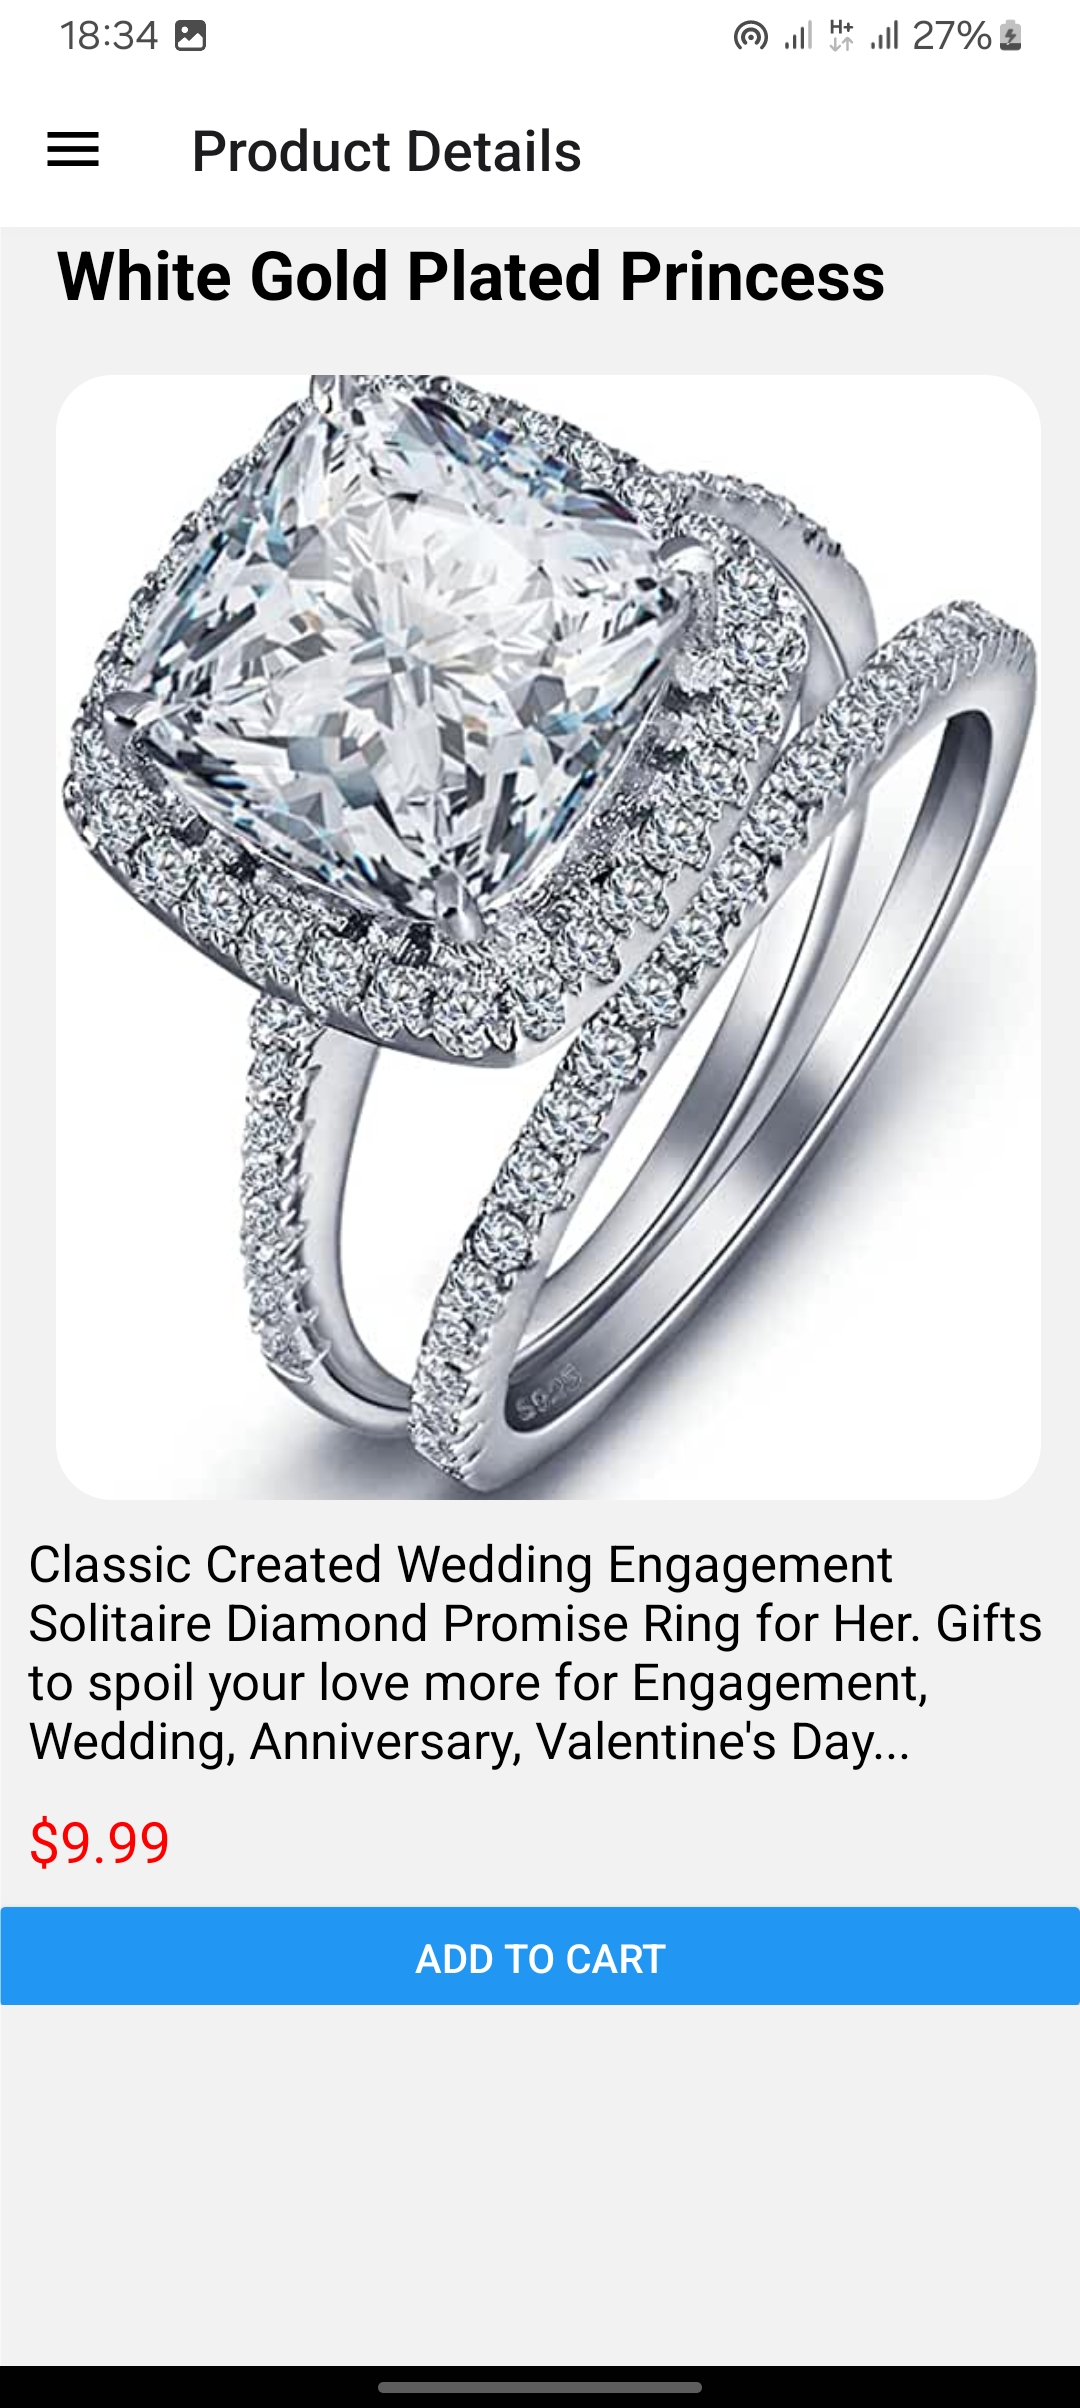 18:34 H+ 27%
Product Details
White Gold Plated Princess
S925
Classic Created Wedding Engagement
Solitaire Diamond Promise Ring for Her. Gifts
to spoil your love more for Engagement,
Wedding, Anniversary, Valentine's Day...
$9.99
ADD TO CART